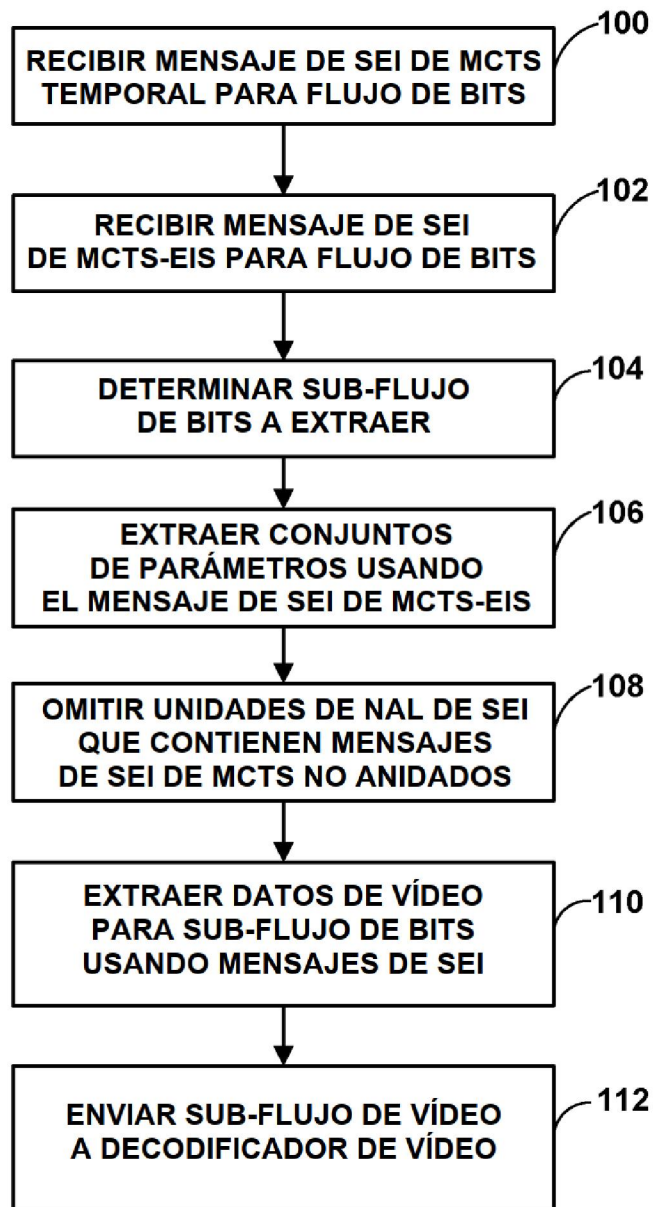 100
RECIBIR MENSAJE DE SEI DE MCTS
TEMPORAL PARA FLUJO DE BITS
102
RECIBIR MENSAJE DE SEI
DE MCTS-EIS PARA FLUJO DE BITS
104
DETERMINAR SUB-FLUJO
DE BITS A EXTRAER
106
EXTRAER CONJUNTOS
DE PARÁMETROS USANDO
EL MENSAJE DE SEI DE MCTS-EIS
108
OMITIR UNIDADES DE NAL DE SEI
QUE CONTIENEN MENSAJES
DE SEI DE MCTS NO ANIDADOS
110
EXTRAER DATOS DE VÍDEO
PARA SUB-FLUJO DE BITS
USANDO MENSAJES DE SEI
112
ENVIAR SUB-FLUJO DE VÍDEO
A DECODIFICADOR DE VÍDEO